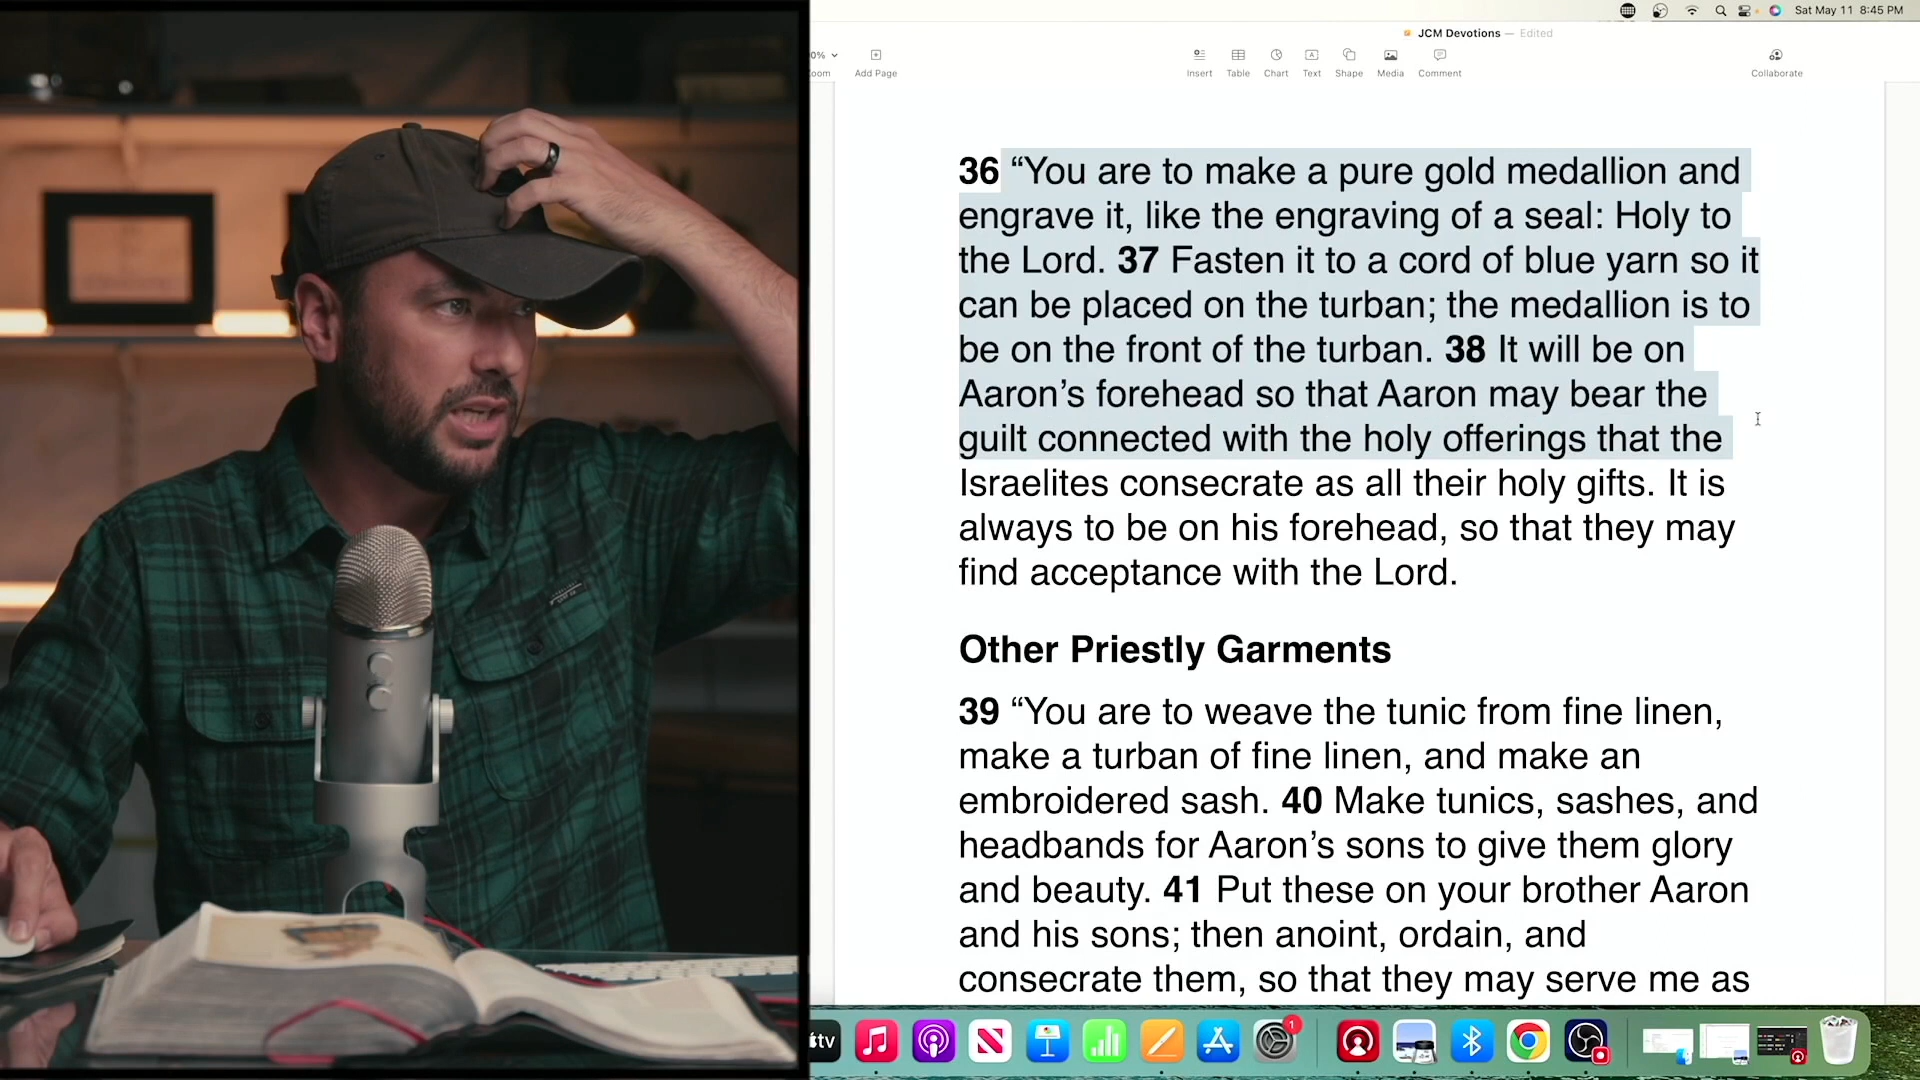 Sat May 11 8:45 PM
JCM Devotions — Edited
0%
oom
Add Page
Insert
Table
Chart
Text
Shape
Media
Comment
Collaborate
36 “You are to make a pure gold medallion and
engrave it, like the engraving of a seal: Holy to
the Lord. 37 Fasten it to a cord of blue yarn so it
can be placed on the turban; the medallion is to
be on the front of the turban. 38 It will be on
Aaron’s forehead so that Aaron may bear the
guilt connected with the holy offerings that the
Israelites consecrate as all their holy gifts. It is
always to be on his forehead, so that they may
find acceptance with the Lord.
Other Priestly Garments
39 “You are to weave the tunic from fine linen,
make a turban of fine linen, and make an
embroidered sash. 40 Make tunics, sashes, and
headbands for Aaron’s sons to give them glory
and beauty. 41 Put these on your brother Aaron
and his sons; then anoint, ordain, and
consecrate them, so that they may serve me as
tv
1